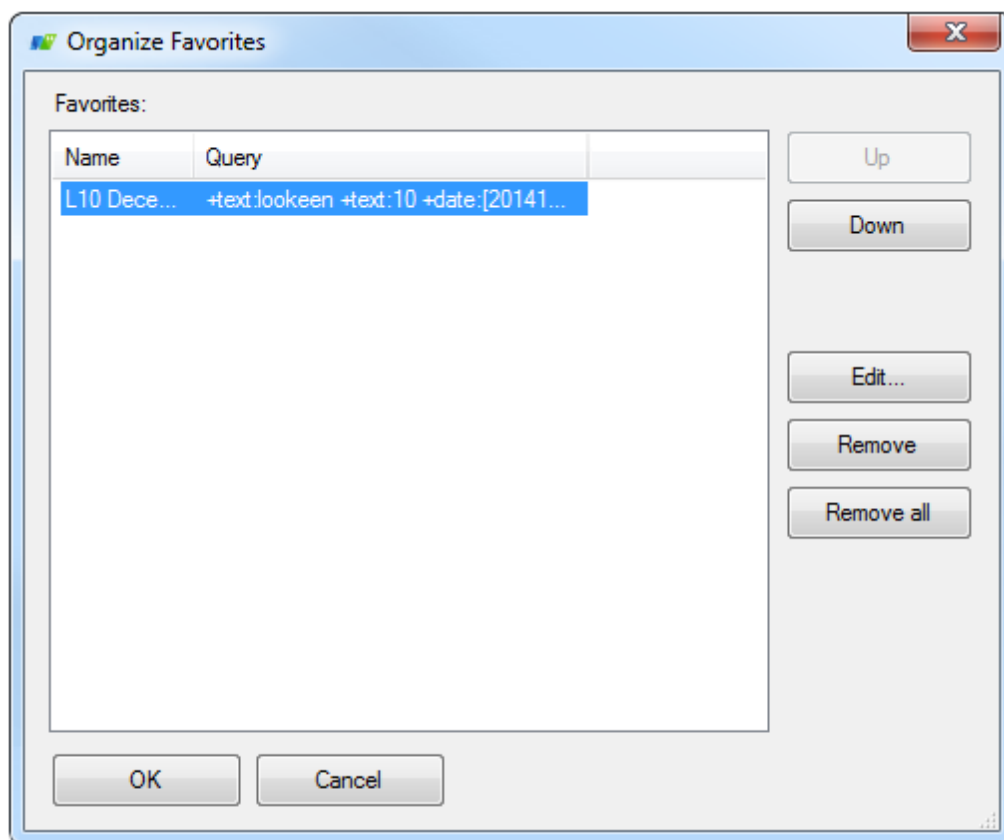 Organize Favorites
Favorites:
Name Query
L10 Dece... +text:lookeen +text:10 +date:[20141...
Up
Down
Edit...
Remove
Remove all
OK Cancel